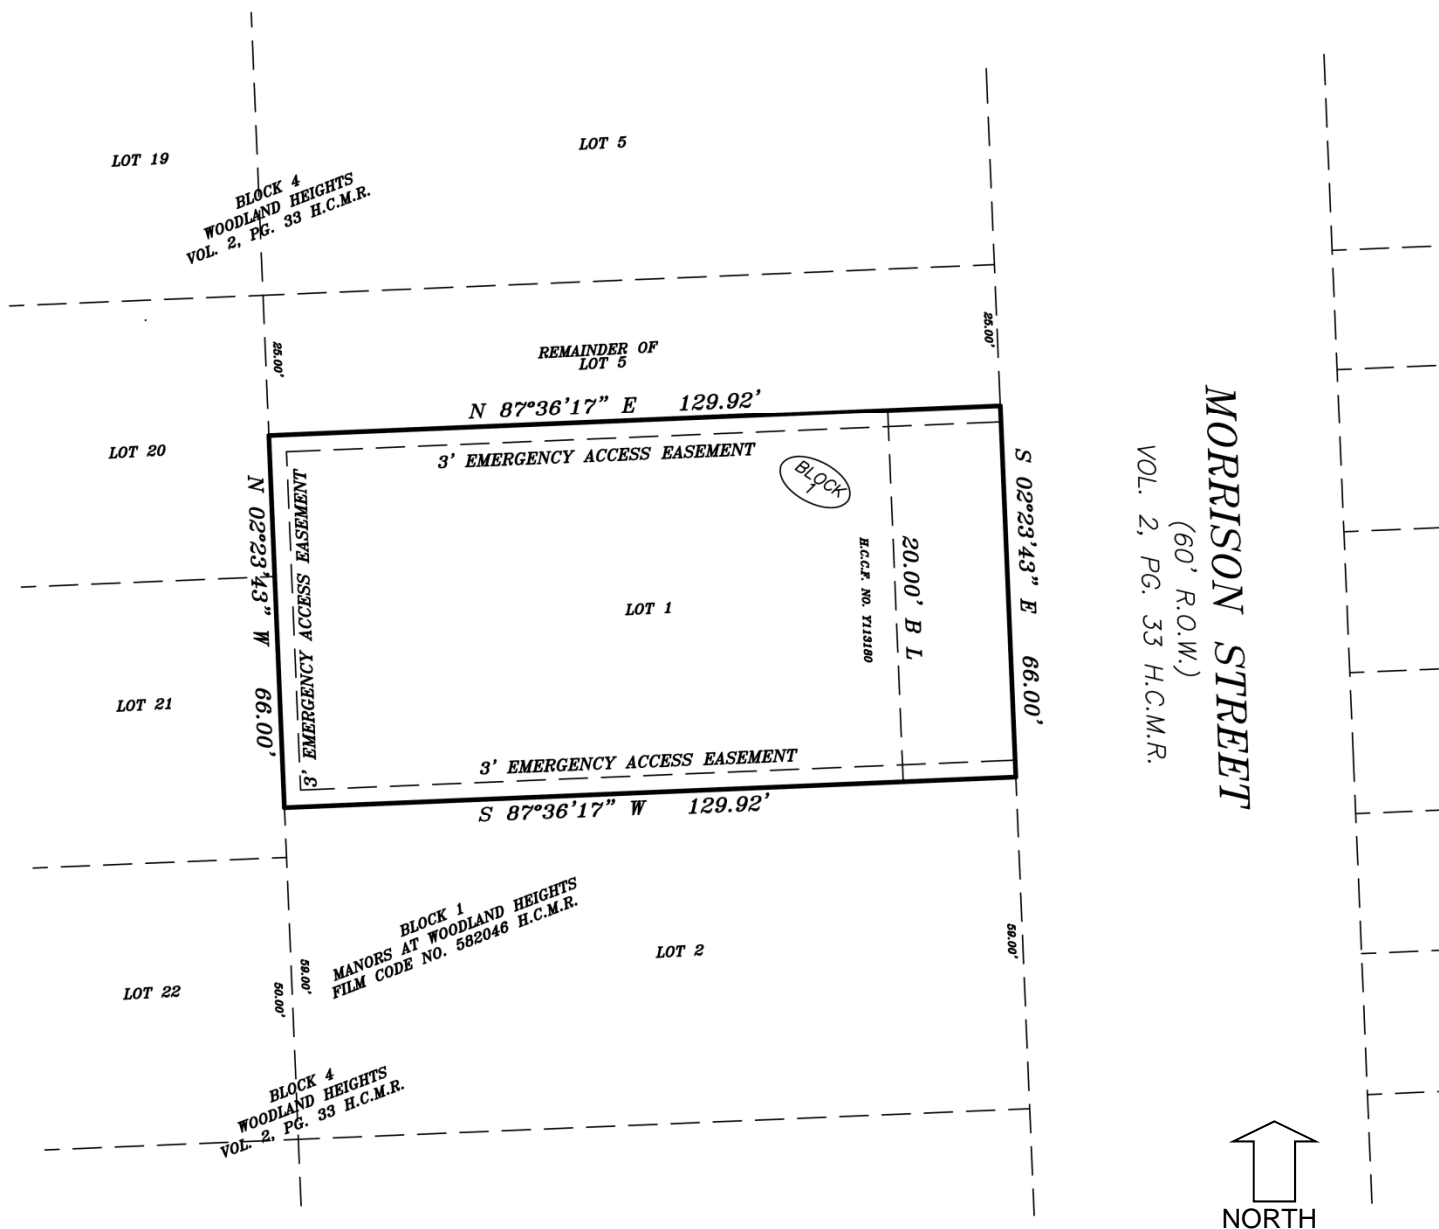 LOT 19
LOT 5
BLOCK 4
WOODLAND HEIGHTS
VOL. 2, PG. 33 H.C.M.R.
25.00'
25.00'
REMAINDER OF
LOT 5
N 87°36'17" E 129.92'
LOT 20
3' EMERGENCY ACCESS EASEMENT
BLOCK
1
N 02°23'43" W 66.00'
3' EMERGENCY ACCESS EASEMENT
LOT 1
H.C.C.F. NO. Y113180
20.00' B L
S 02°23'43" E 66.00'
MORRISON STREET
(60' R.O.W.)
VOL. 2, PG. 33 H.C.M.R.
LOT 21
3' EMERGENCY ACCESS EASEMENT
S 87°36'17" W 129.92'
BLOCK 1
MANORS AT WOODLAND HEIGHTS
FILM CODE NO. 582046 H.C.M.R.
LOT 2
59.00'
59.00'
50.00'
LOT 22
BLOCK 4
WOODLAND HEIGHTS
VOL. 2, PG. 33 H.C.M.R.
NORTH